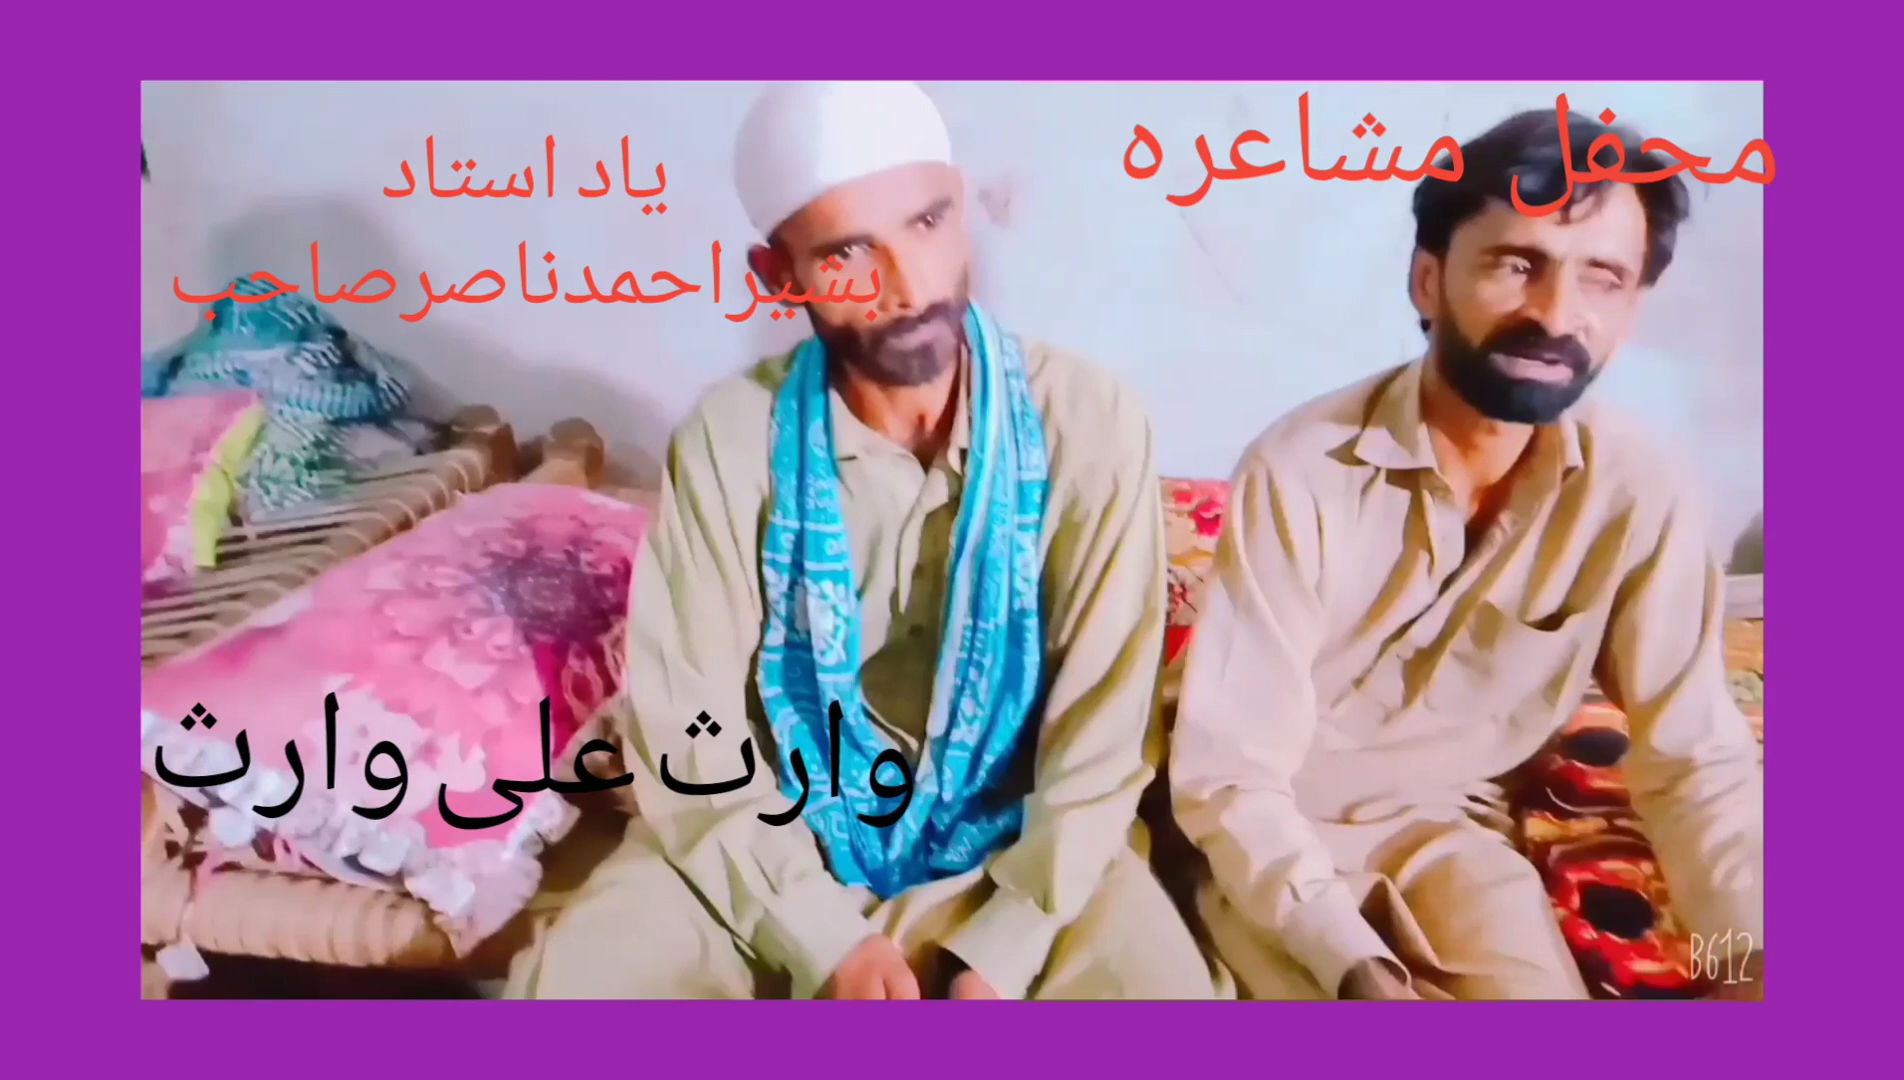 محفل مشاعرہ
یاد استاد
بشیراحمدناصرصاحب
وارث علی وارث
B612